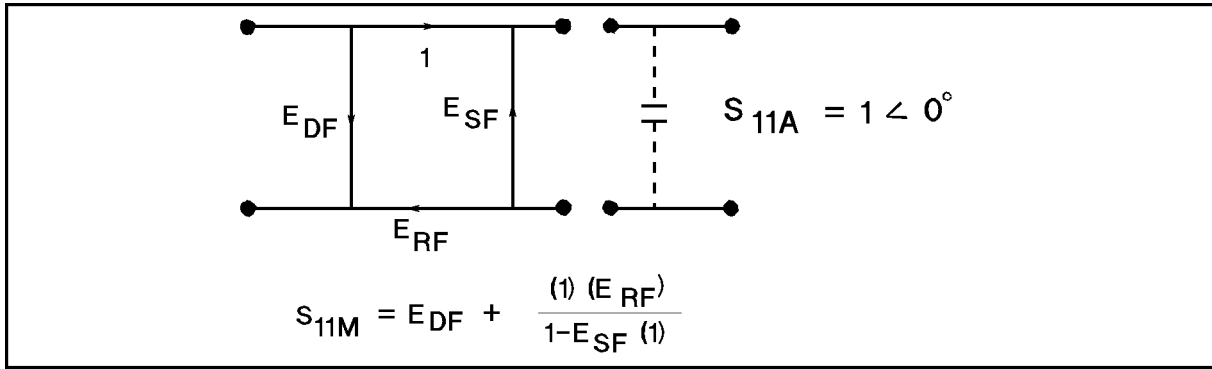 1
E DF
E SF
S 11A = 1 ∠ 0°
E RF
S 11M = E DF + (1) (E RF) / 1-E SF (1)